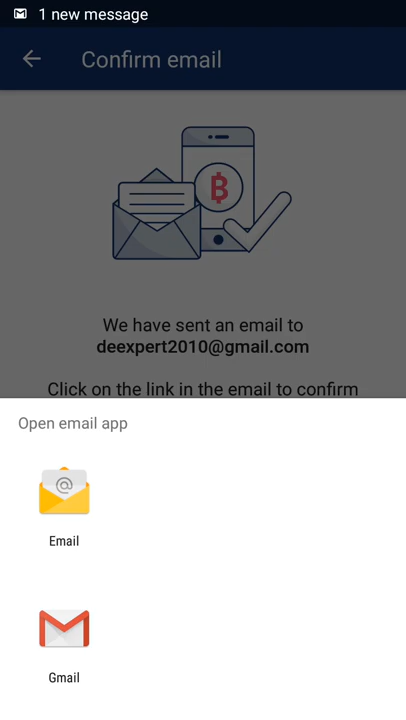 1 new message
Confirm email
We have sent an email to
deexpert2010@gmail.com
Click on the link in the email to confirm
Open email app
Email
Gmail